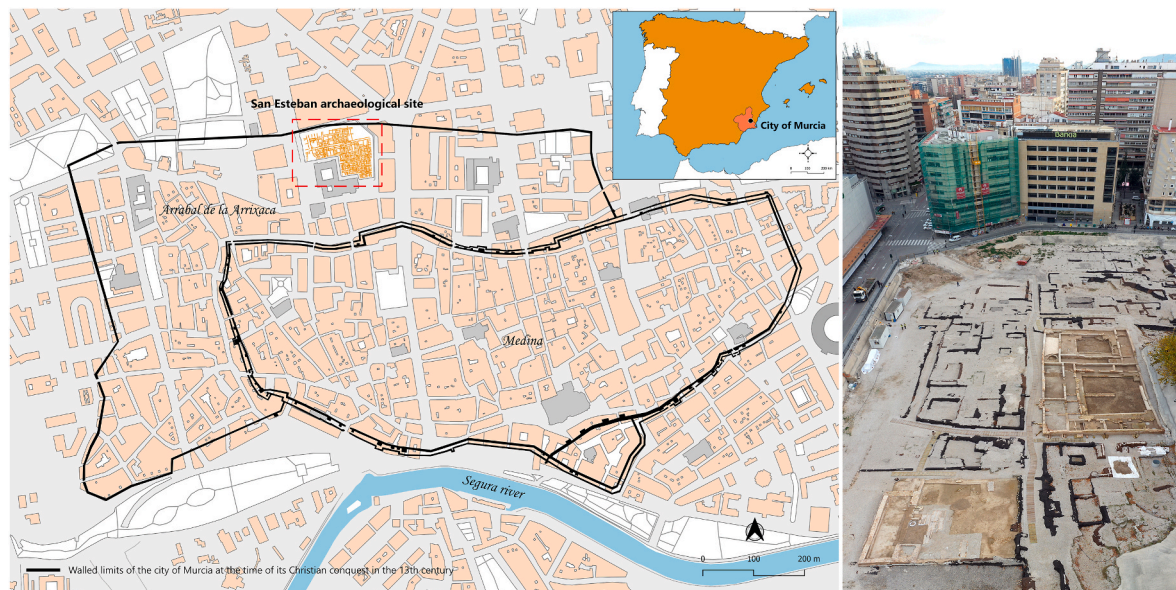 San Esteban archaeological site
City of Murcia
Arrabal de la Arrixaca
Medina
Segura river
0 100 200 m
Walled limits of the city of Murcia at the time of its Christian conquest in the 13th century
Bankia